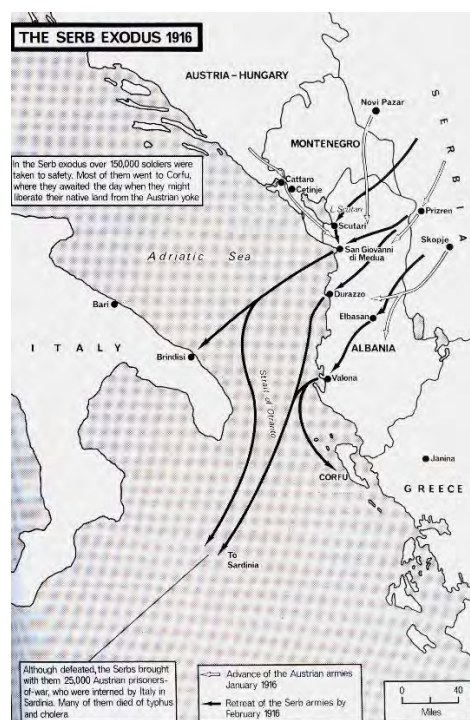 THE SERB EXODUS 1916
AUSTRIA – HUNGARY
Novi Pazar
SERBIA
MONTENEGRO
In the Serb exodus over 150,000 soldiers were
taken to safety. Most of them went to Corfu,
where they awaited the day when they might
liberate their native land from the Austrian yoke
Cattaro
Cetinje
L. Scutari
Scutari
Prizren
Skopje
San Giovanni
di Medua
Adriatic Sea
Bari
Durazzo
Elbasan
ALBANIA
ITALY
Brindisi
Strait of Otranto
Valona
Janina
CORFU
GREECE
To
Sardinia
Although defeated, the Serbs brought
with them 25,000 Austrian prisoners-
of-war, who were interned by Italy in
Sardinia. Many of them died of typhus
and cholera
Advance of the Austrian armies
January 1916
Retreat of the Serb armies by
February 1916
0 40
Miles